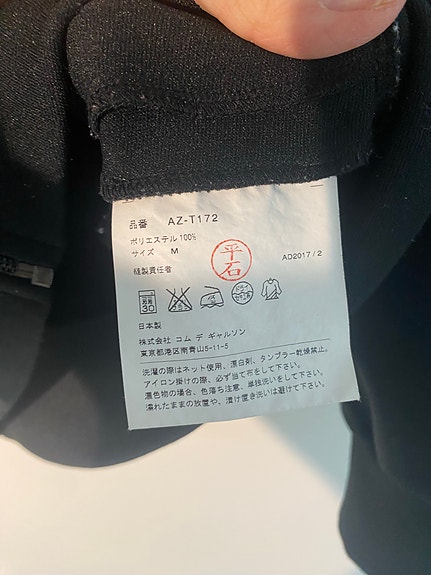 品番 AZ-T172
ポリエステル 100%
サイズ M
縫製責任者
平石
AD2017 / 2
30
日本製
株式会社 コム デ ギャルソン
東京都港区南青山5-11-5
洗濯の際はネット使用、漂白剤、タンブラー乾燥禁止。
アイロン掛けの際、必ず当て布をして下さい。
濃色物の場合、色落ち注意、単独洗いをして下さい。
濡れたままの放置や、漬け置き洗いは避けて下さい。